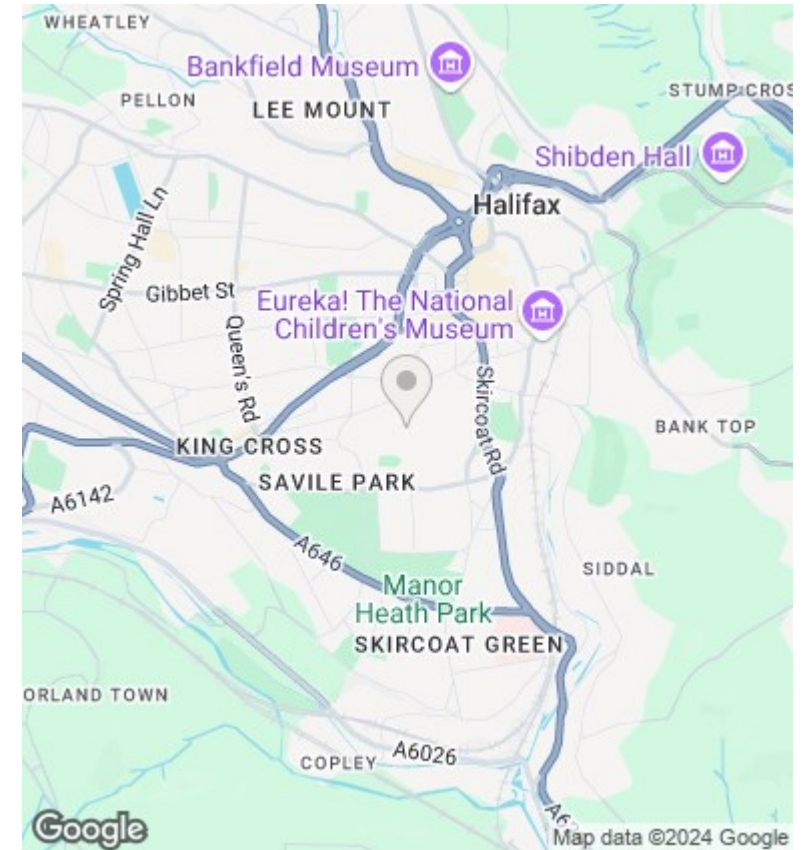 WHEATLEY
Bankfield Museum
PELLON
LEE MOUNT
STUMP CROS
Shibden Hall
Halifax
Spring Hall Ln
Gibbet St
Eureka! The National
Children's Museum
Queen's Rd
Skircoat Rd
BANK TOP
KING CROSS
SAVILE PARK
A6142
A646
SIDDAL
Manor
Heath Park
SKIRCOAT GREEN
ORLAND TOWN
COPLEY
A6026
Google
Map data ©2024 Google